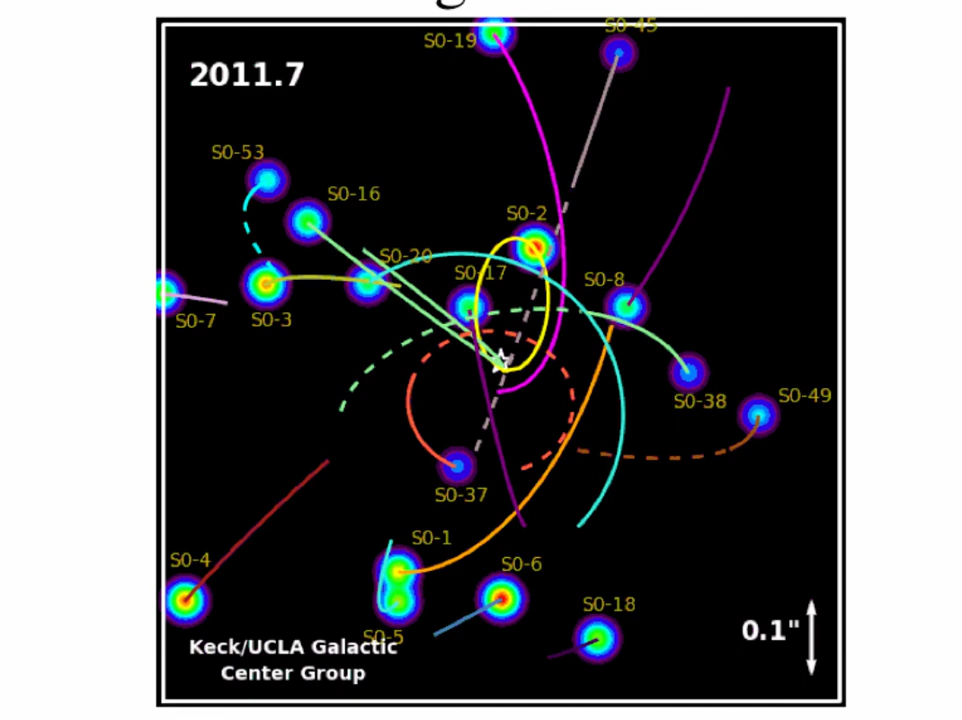 S0-45
S0-19
2011.7
S0-53
S0-16
S0-2
S0-20
S0-17
S0-8
S0-7
S0-3
S0-38
S0-49
S0-37
S0-1
S0-4
S0-6
S0-18
S0-5
0.1"
Keck/UCLA Galactic
Center Group